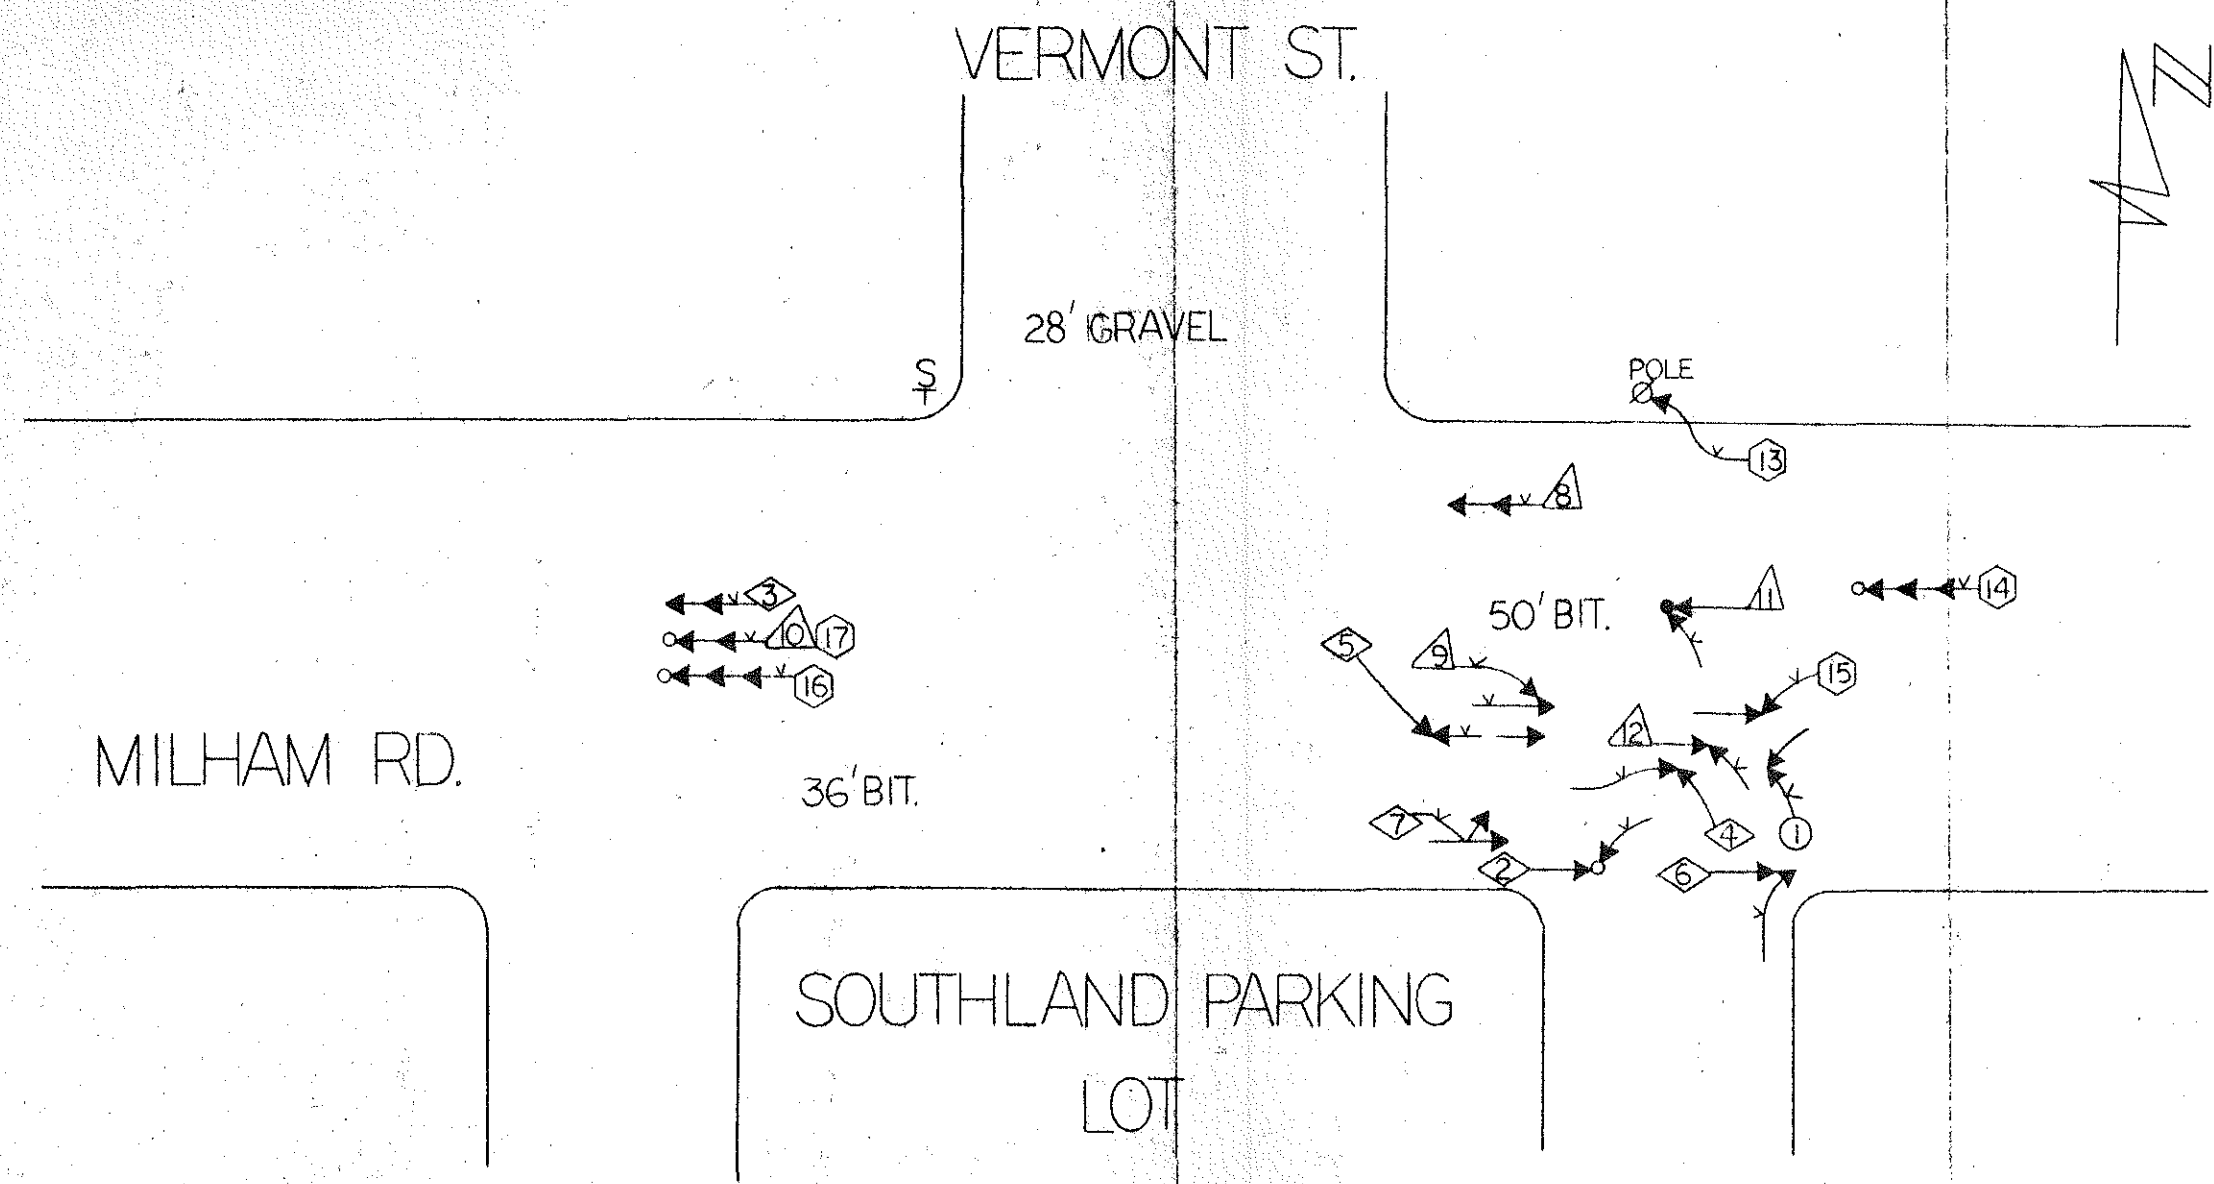 VERMONT ST.
N
28' GRAVEL
S
POLE
13
8
14
3
11
50' BIT.
10 17
5
9
15
16
12
MILHAM RD.
36' BIT.
7
4
1
2
6
SOUTHLAND PARKING
LOT